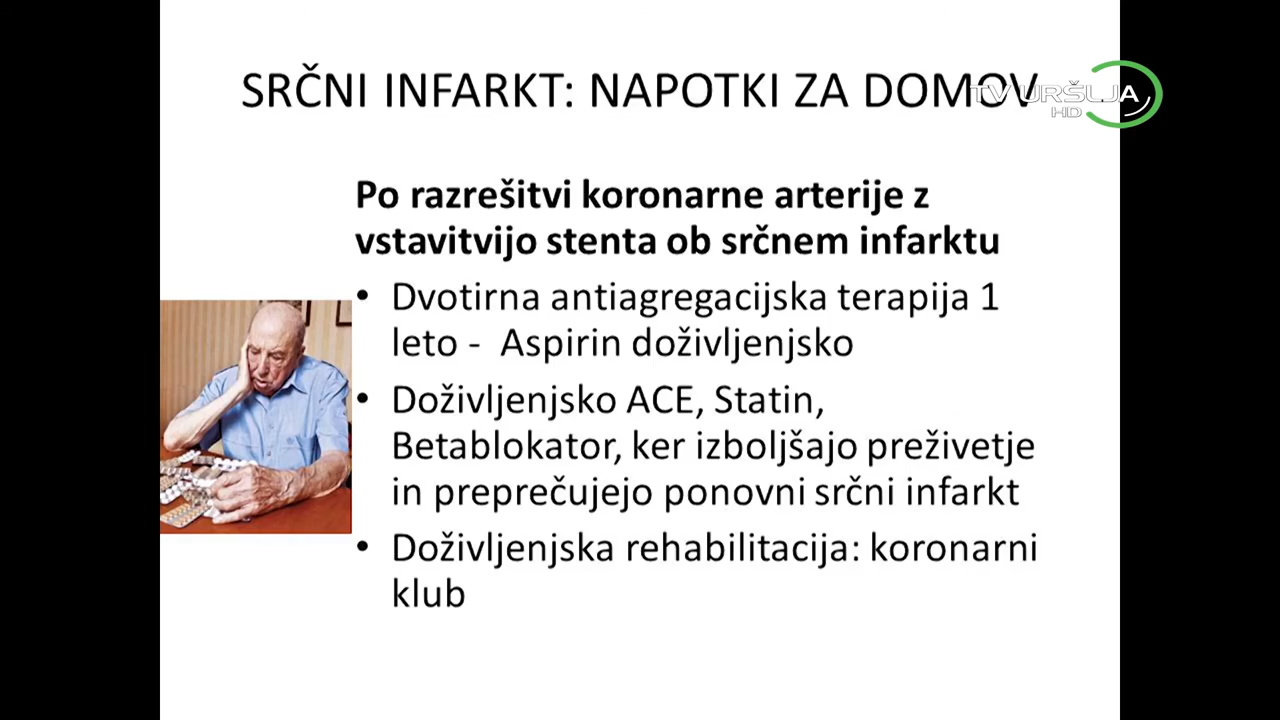 SRČNI INFARKT: NAPOTKI ZA DOMOV
TV URŠLJA
HD
Po razrešitvi koronarne arterije z
vstavitvijo stenta ob srčnem infarktu
• Dvotirna antiagregacijska terapija 1
leto - Aspirin doživljenjsko
• Doživljenjsko ACE, Statin,
Betablokator, ker izboljšajo preživetje
in preprečujejo ponovni srčni infarkt
• Doživljenjska rehabilitacija: koronarni
klub